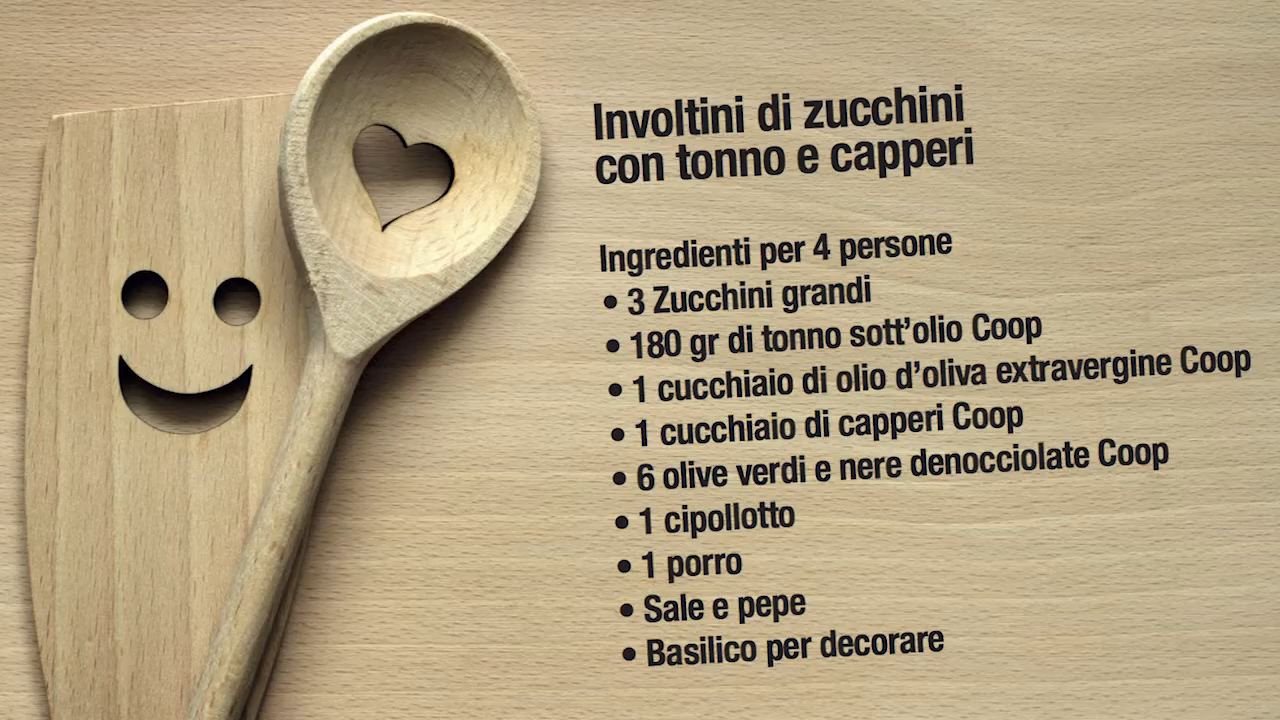 Involtini di zucchini
con tonno e capperi
Ingredienti per 4 persone
• 3 Zucchini grandi
• 180 gr di tonno sott’olio Coop
• 1 cucchiaio di olio d’oliva extravergine Coop
• 1 cucchiaio di capperi Coop
• 6 olive verdi e nere denocciolate Coop
• 1 cipollotto
• 1 porro
• Sale e pepe
• Basilico per decorare